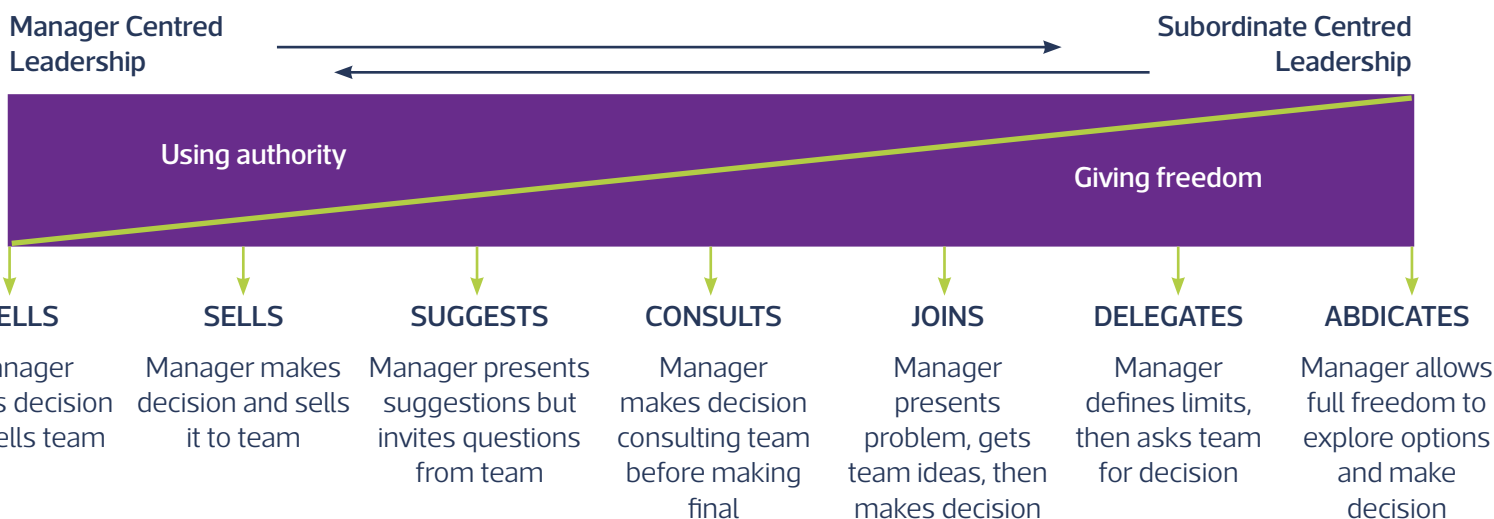 Manager Centred
Leadership
Subordinate Centred
Leadership
Using authority
Giving freedom
ELLS
SELLS
SUGGESTS
CONSULTS
JOINS
DELEGATES
ABDICATES
nager
s decision
ells team
Manager makes
decision and sells
it to team
Manager presents
suggestions but
invites questions
from team
Manager
makes decision
consulting team
before making
final
Manager
presents
problem, gets
team ideas, then
makes decision
Manager
defines limits,
then asks team
for decision
Manager allows
full freedom to
explore options
and make
decision